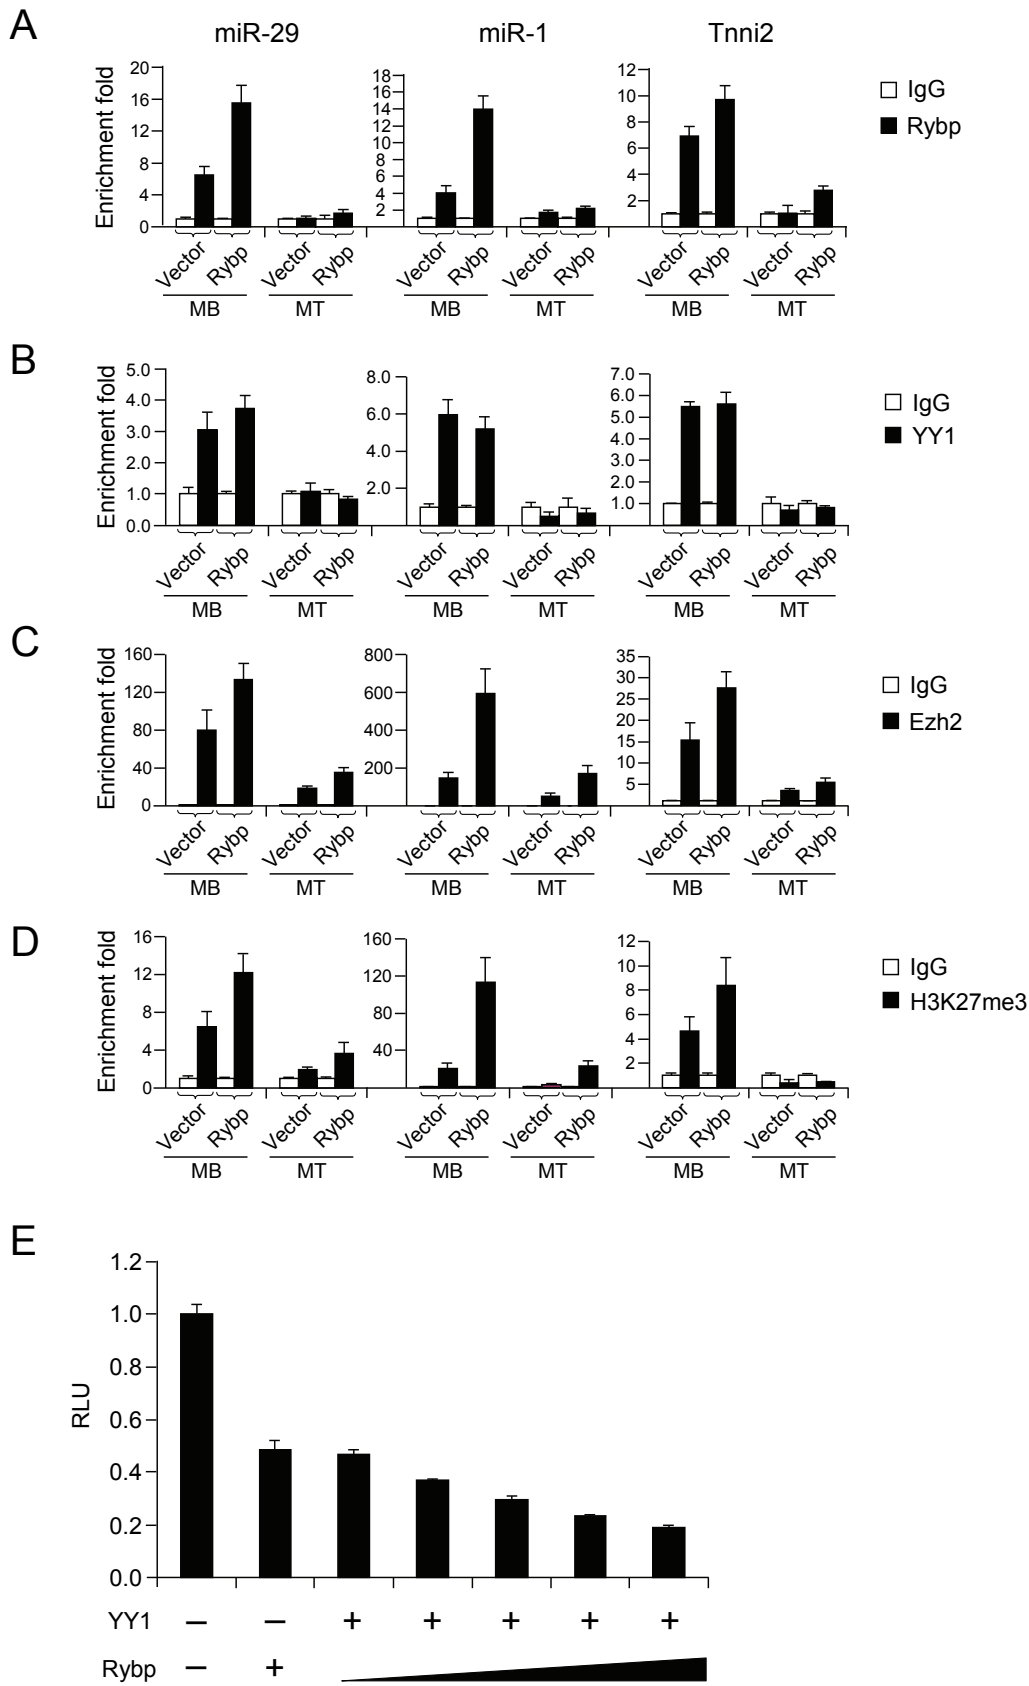 A
miR-29 miR-1 Tnni2
Enrichment fold
20 16 12 8 4 0
18 16 14 12 10 8 6 4 2
12 10 8 6 4 2
IgG
Rybp
Vector Rybp Vector Rybp Vector Rybp Vector Rybp Vector Rybp Vector Rybp
MB MT MB MT MB MT
B
Enrichment fold
5.0 4.0 3.0 2.0 1.0 0.0
8.0 6.0 4.0 2.0
7.0 6.0 5.0 4.0 3.0 2.0 1.0
IgG
YY1
Vector Rybp Vector Rybp Vector Rybp Vector Rybp Vector Rybp Vector Rybp
MB MT MB MT MB MT
C
Enrichment fold
160 120 80 40 0
800 600 400 200
35 30 25 20 15 10 5
IgG
Ezh2
Vector Rybp Vector Rybp Vector Rybp Vector Rybp Vector Rybp Vector Rybp
MB MT MB MT MB MT
D
Enrichment fold
16 12 8 4 0
160 120 80 40
12 10 8 6 4 2
IgG
H3K27me3
Vector Rybp Vector Rybp Vector Rybp Vector Rybp Vector Rybp Vector Rybp
MB MT MB MT MB MT
E
RLU
1.2
1.0
0.8
0.6
0.4
0.2
0.0
YY1 – – + + + + +
Rybp – +